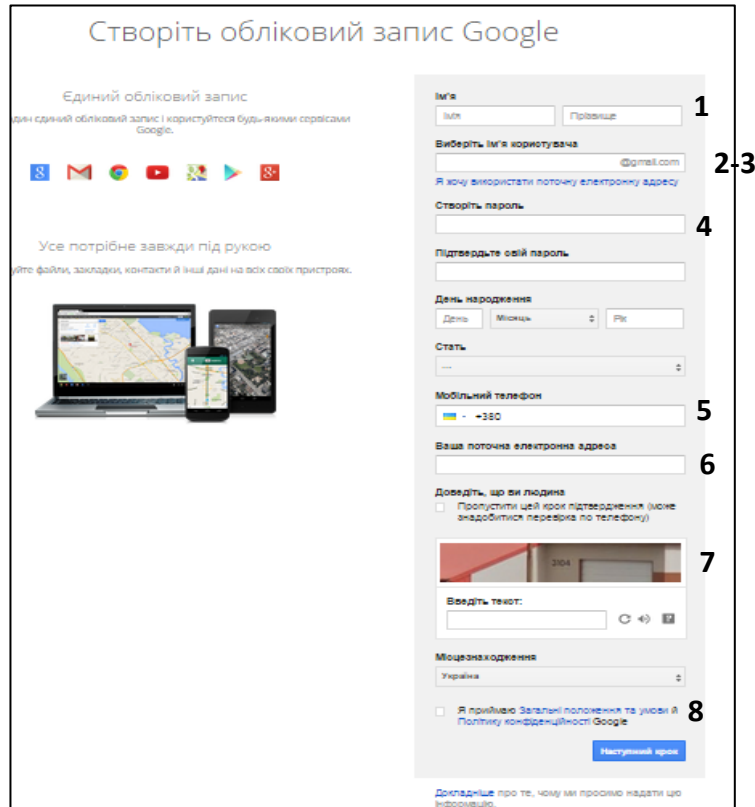 Створіть обліковий запис Google
Єдиний обліковий запис
дин єдиний обліковий запис і користуйтеся будь-якими сервісами
Google.
Усе потрібне завжди під рукою
уйте файли, закладки, контакти й інші дані на всіх своїх пристроях.
Ім'я
Ім'я Прізвище 1
Виберіть ім'я користувача
@gmail.com 2-3
Я хочу використати поточну електронну адресу
Створіть пароль
4
Підтвердьте свій пароль
День народження
День Місяць Рік
Стать
---
Мобільний телефон
+380 5
Ваша поточна електронна адреса
6
Доведіть, що ви людина
Пропустити цей крок підтвердження (може
знадобитися перевірка по телефону)
2104 7
Введіть текст:
Місцезнаходження
Україна
Я приймаю Загальні положення та умови й 8
Політику конфіденційності Google
Наступний крок
Докладніше про те, чому ми просимо надати цю
інформацію.